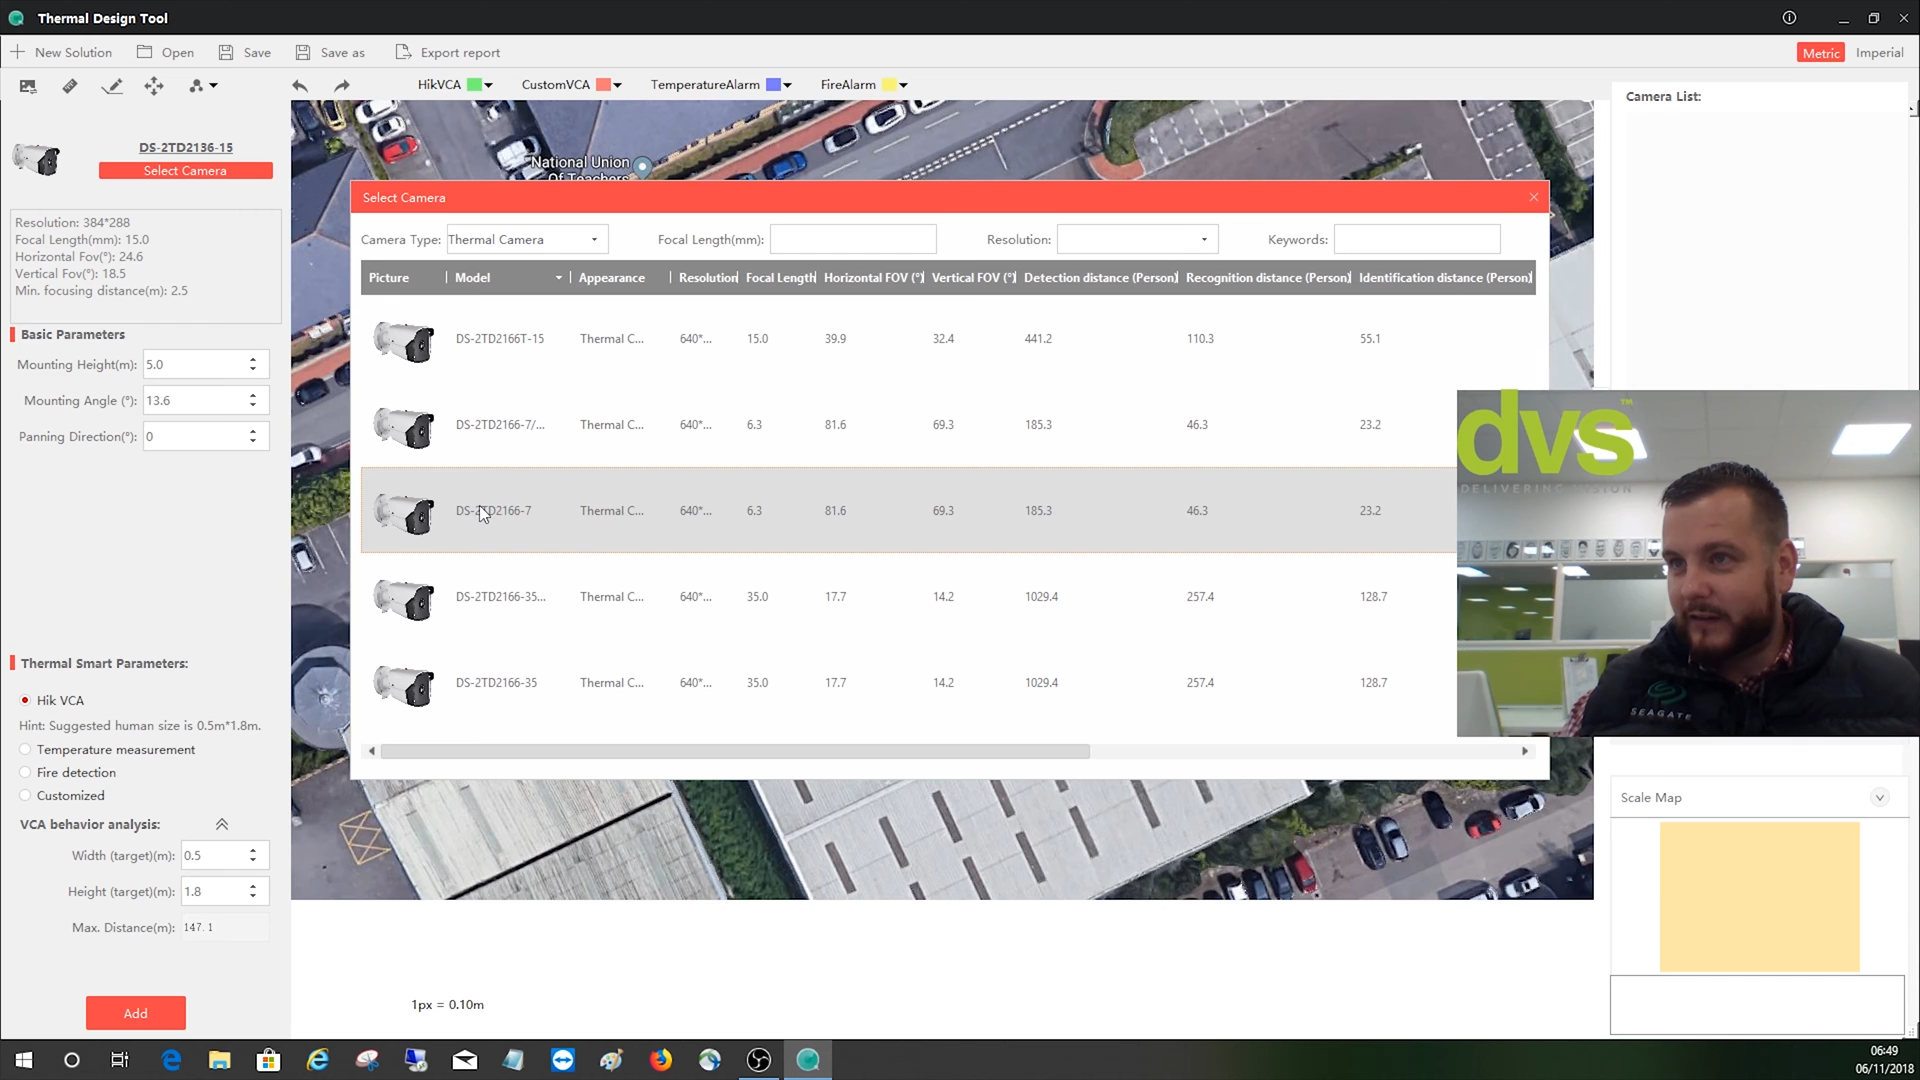 Thermal Design Tool
New Solution Open Save Save as Export report Metric Imperial
HikVCA CustomVCA TemperatureAlarm FireAlarm
DS-2TD2136-15
Select Camera
Resolution: 384*288
Focal Length(mm): 15.0
Horizontal Fov(°): 24.6
Vertical Fov(°): 18.5
Min. focusing distance(m): 2.5
Basic Parameters
Mounting Height(m): 5.0
Mounting Angle (°): 13.6
Panning Direction(°): 0
Thermal Smart Parameters:
Hik VCA
Hint: Suggested human size is 0.5m*1.8m.
Temperature measurement
Fire detection
Customized
VCA behavior analysis:
Width (target)(m): 0.5
Height (target)(m): 1.8
Max. Distance(m): 147.1
Add
National Union
Of Teachers
Select Camera
Camera Type: Thermal Camera Focal Length(mm): Resolution: Keywords:
Picture Model Appearance Resolution Focal Length Horizontal FOV (°) Vertical FOV (°) Detection distance (Person) Recognition distance (Person) Identification distance (Person)
DS-2TD2166T-15 Thermal C... 640*... 15.0 39.9 32.4 441.2 110.3 55.1
DS-2TD2166-7/... Thermal C... 640*... 6.3 81.6 69.3 185.3 46.3 23.2
DS-2TD2166-7 Thermal C... 640*... 6.3 81.6 69.3 185.3 46.3 23.2
DS-2TD2166-35... Thermal C... 640*... 35.0 17.7 14.2 1029.4 257.4 128.7
DS-2TD2166-35 Thermal C... 640*... 35.0 17.7 14.2 1029.4 257.4 128.7
1px = 0.10m
Camera List:
dvs™
DELIVERING VISION
SEAGATE
Scale Map
06:49
06/11/2018